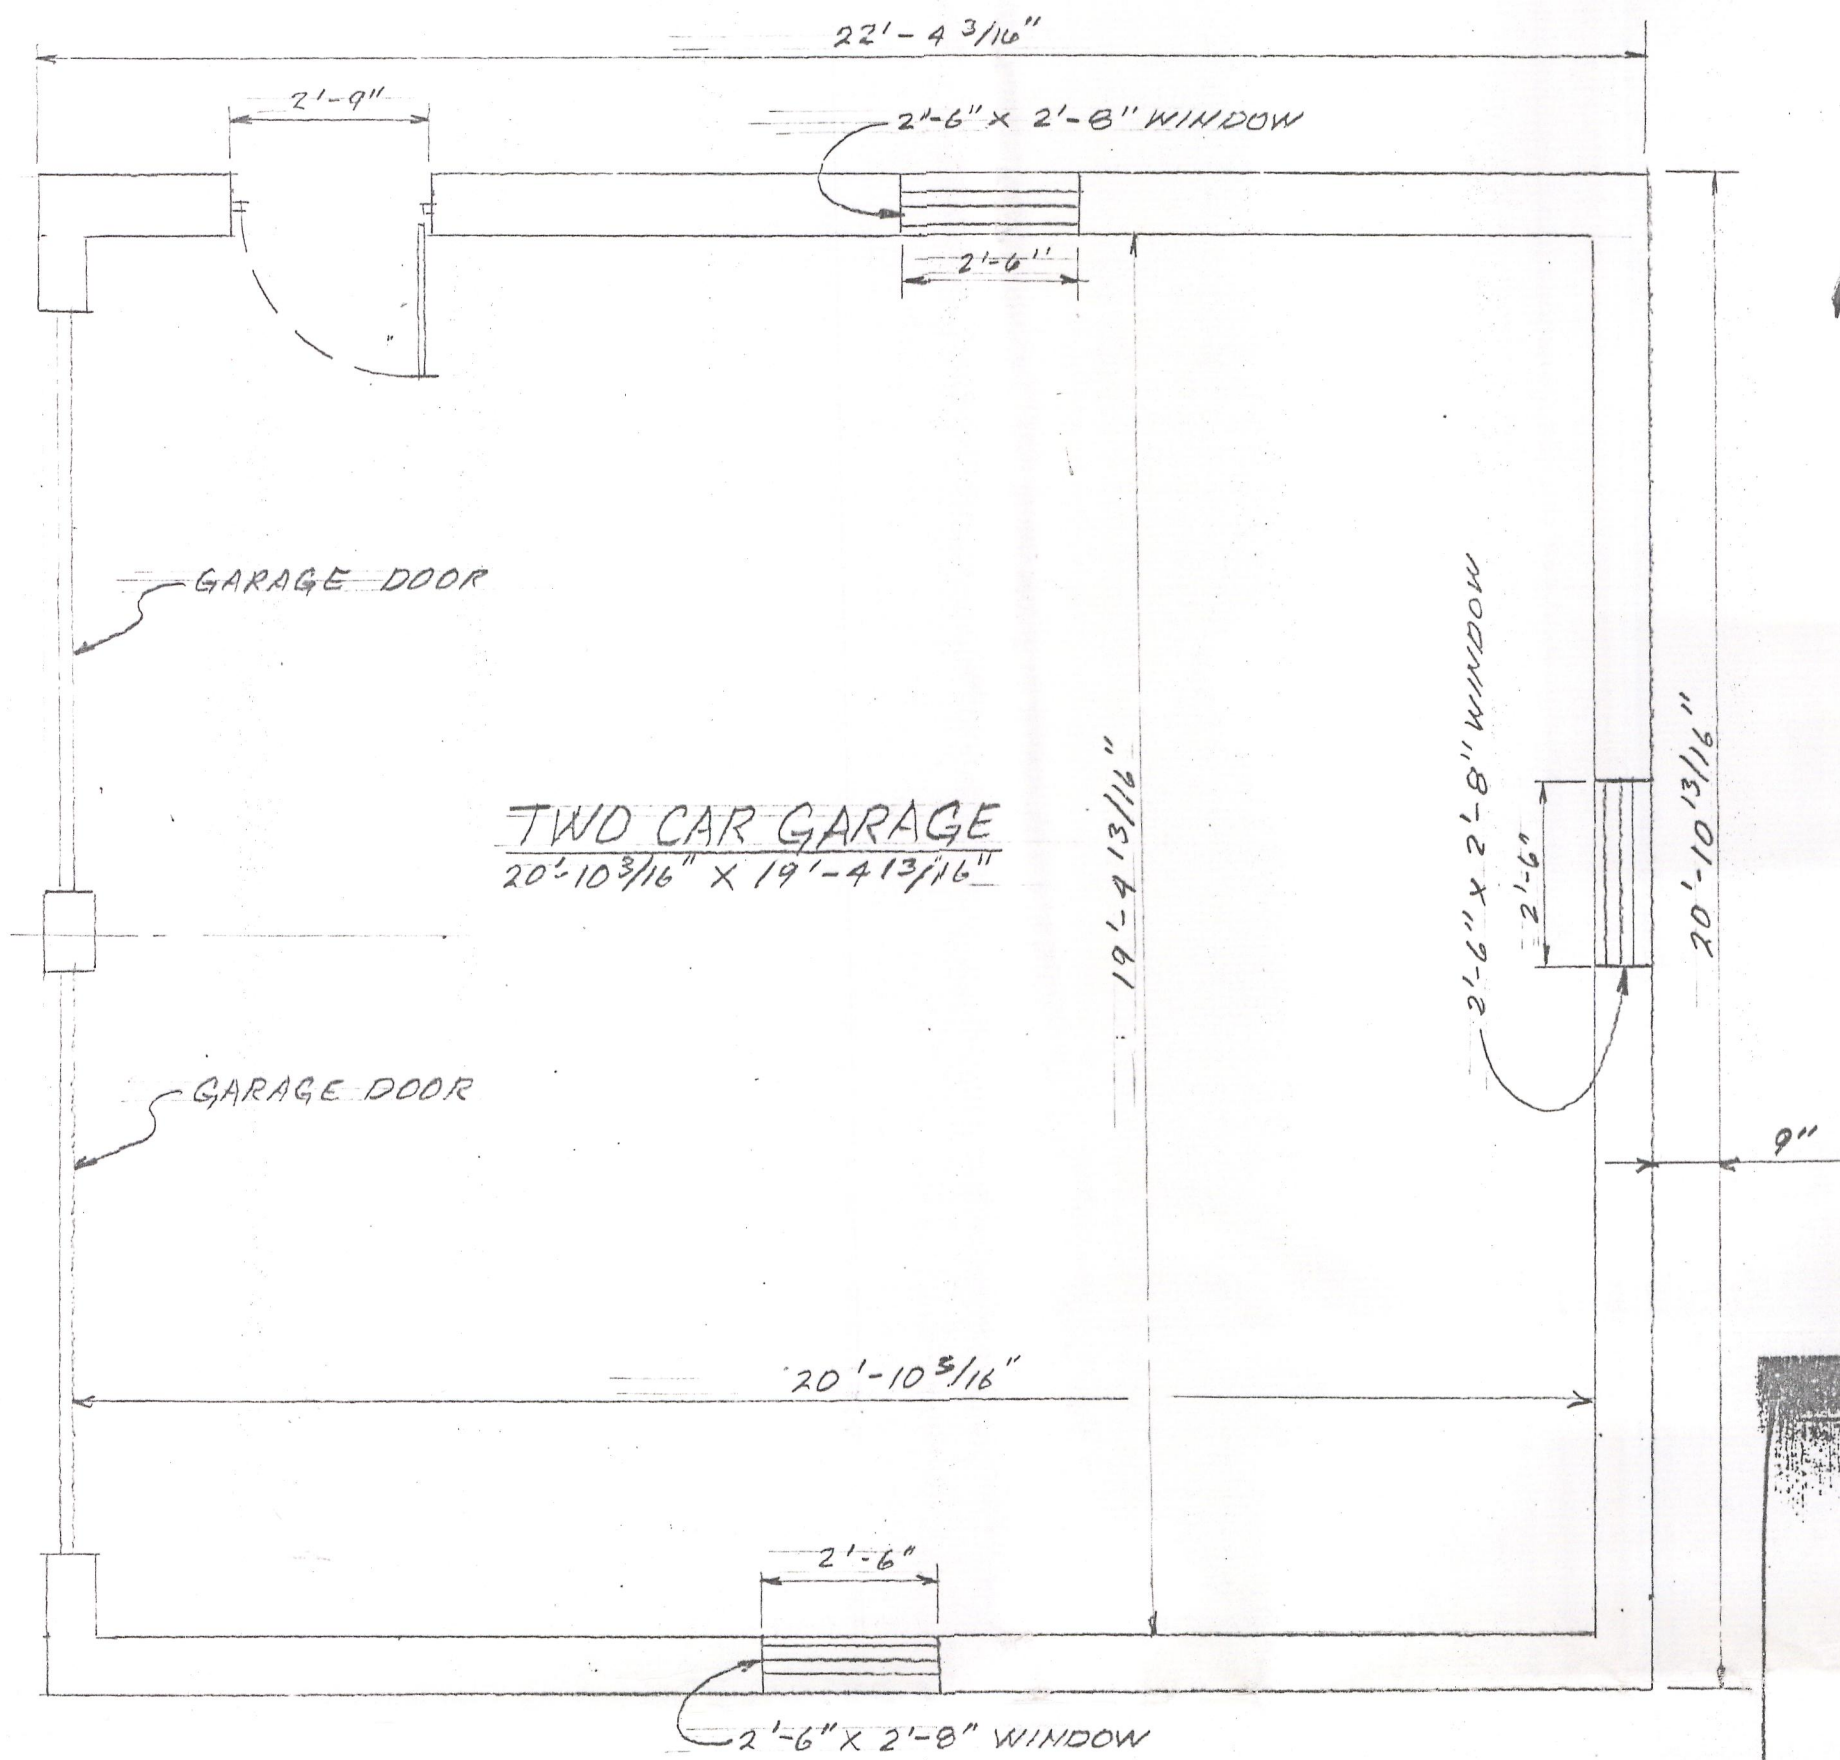 22'-4 3/16"
2'-9"
2"-6" X 2'-8" WINDOW
2'-6"
GARAGE DOOR
2'-6" X 2'-8" WINDOW
20'-10 13/16"
TWO CAR GARAGE
20'-10 3/16" X 19'-4 13/16"
19'-4 13/16"
2'-6"
GARAGE DOOR
9"
20'-10 3/16"
2'-6"
2'-6" X 2'-8" WINDOW